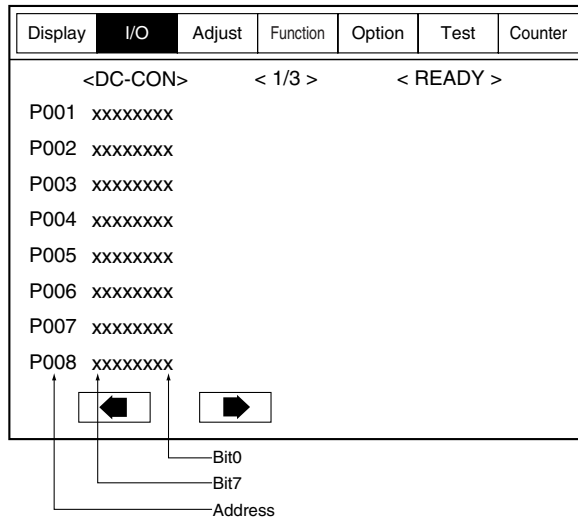 Display I/O Adjust Function Option Test Counter
<DC-CON> < 1/3 > < READY >
P001 xxxxxxxx
P002 xxxxxxxx
P003 xxxxxxxx
P004 xxxxxxxx
P005 xxxxxxxx
P006 xxxxxxxx
P007 xxxxxxxx
P008 xxxxxxxx
Bit0
Bit7
Address